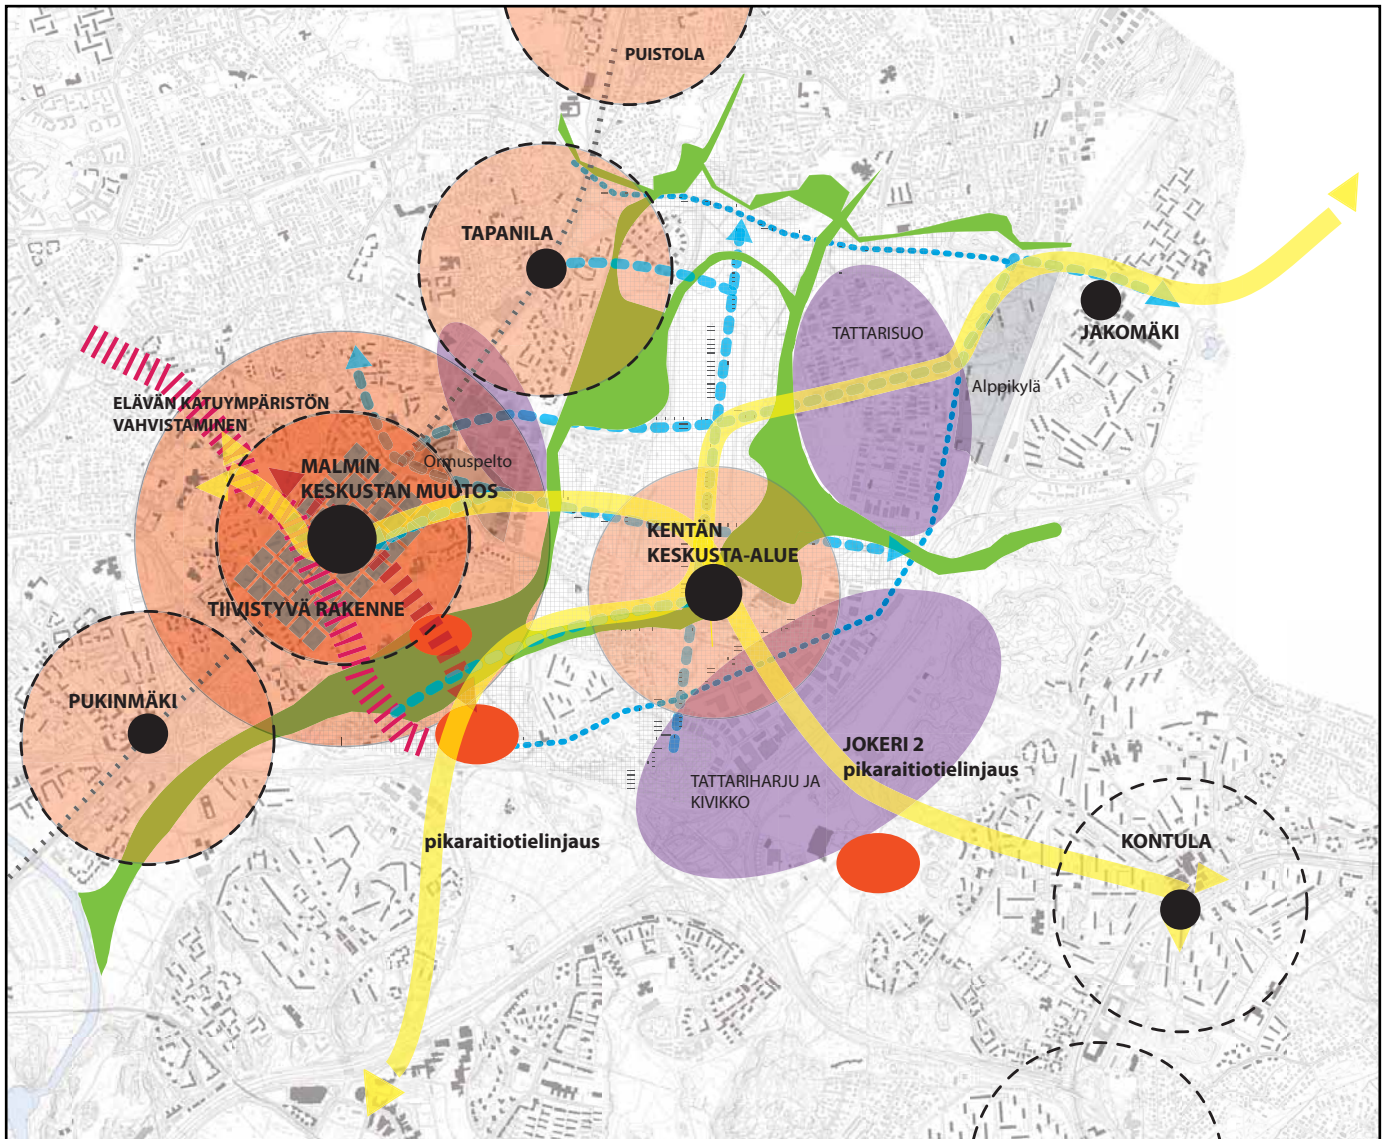 PUISTOLA
TAPANILA
TATTARISUO
JAKOMÄKI
Alppikylä
ELÄVÄN KATUYMPÄRISTÖN
VAHVISTAMINEN
MALMIN
KESKUSTAN MUUTOS
Ormuspelto
KENTÄN
KESKUSTA-ALUE
TIIVISTYVÄ RAKENNE
PUKINMÄKI
JOKERI 2
pikaraitiotielinjaus
TATTARIHARJU JA
KIVIKKO
pikaraitiotielinjaus
KONTULA